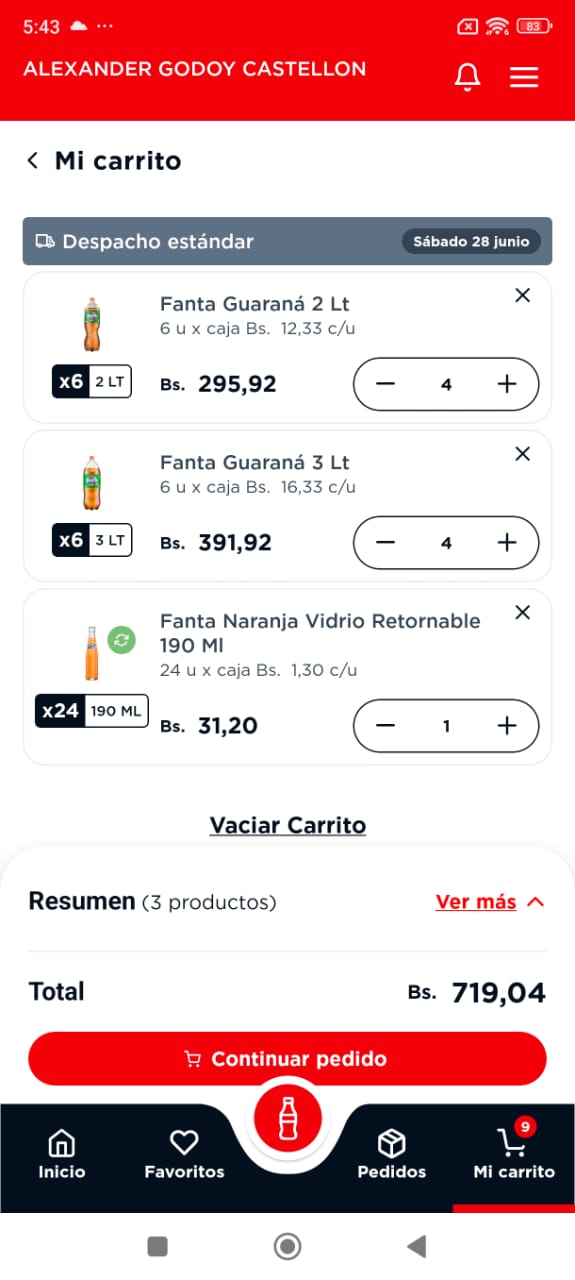 5:43 ...
83
ALEXANDER GODOY CASTELLON
Mi carrito
Despacho estándar
Sábado 28 junio
Fanta Guaraná 2 Lt
6 u x caja Bs. 12,33 c/u
x6 2 LT
Bs. 295,92
4
Fanta Guaraná 3 Lt
6 u x caja Bs. 16,33 c/u
x6 3 LT
Bs. 391,92
4
Fanta Naranja Vidrio Retornable
190 Ml
24 u x caja Bs. 1,30 c/u
x24 190 ML
Bs. 31,20
1
Vaciar Carrito
Resumen (3 productos)
Ver más
Total
Bs. 719,04
Continuar pedido
9
Inicio
Favoritos
Pedidos
Mi carrito